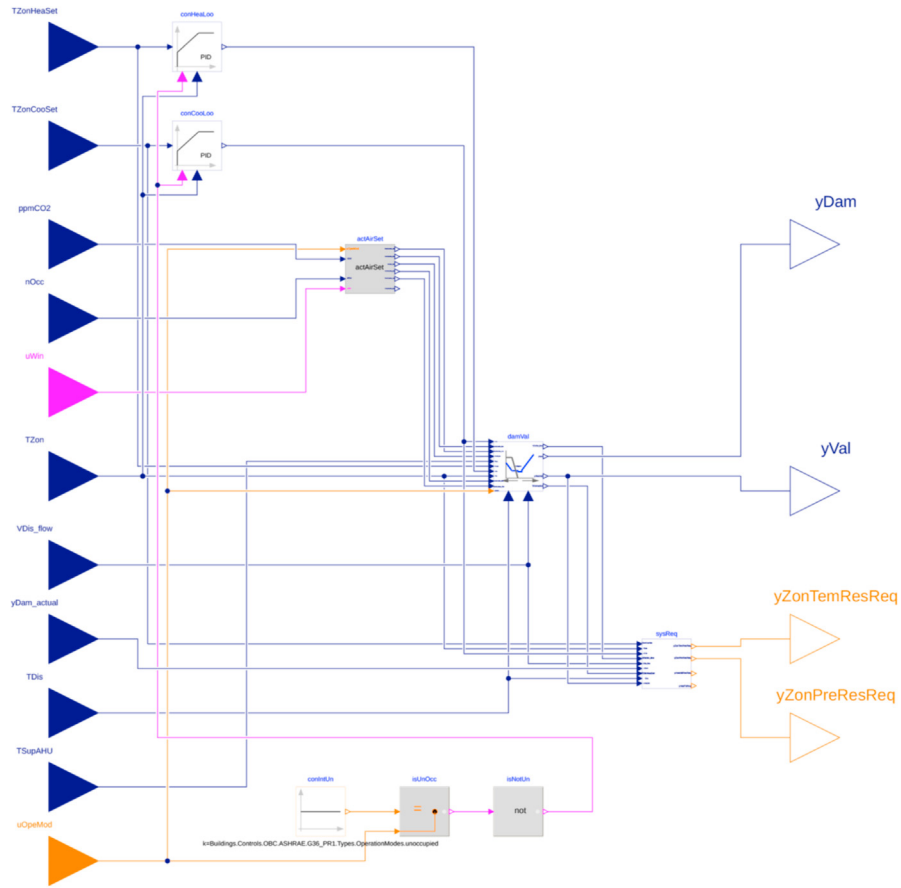 TZonHeaSet
conHeaLoo
PID
TZonCooSet
conCooLoo
PID
yDam
ppmCO2
actAirSet
actAirSet
nOcc
uWin
TZon
damVal
yVal
VDis_flow
yDam_actual
sysReq
yZonTemResReq
TDis
yZonPreResReq
TSupAHU
conIntUn
isUnOcc
isNotUn
=
not
uOpeMod
k=Buildings.Controls.OBC.ASHRAE.G36_PR1.Types.OperationModes.unoccupied